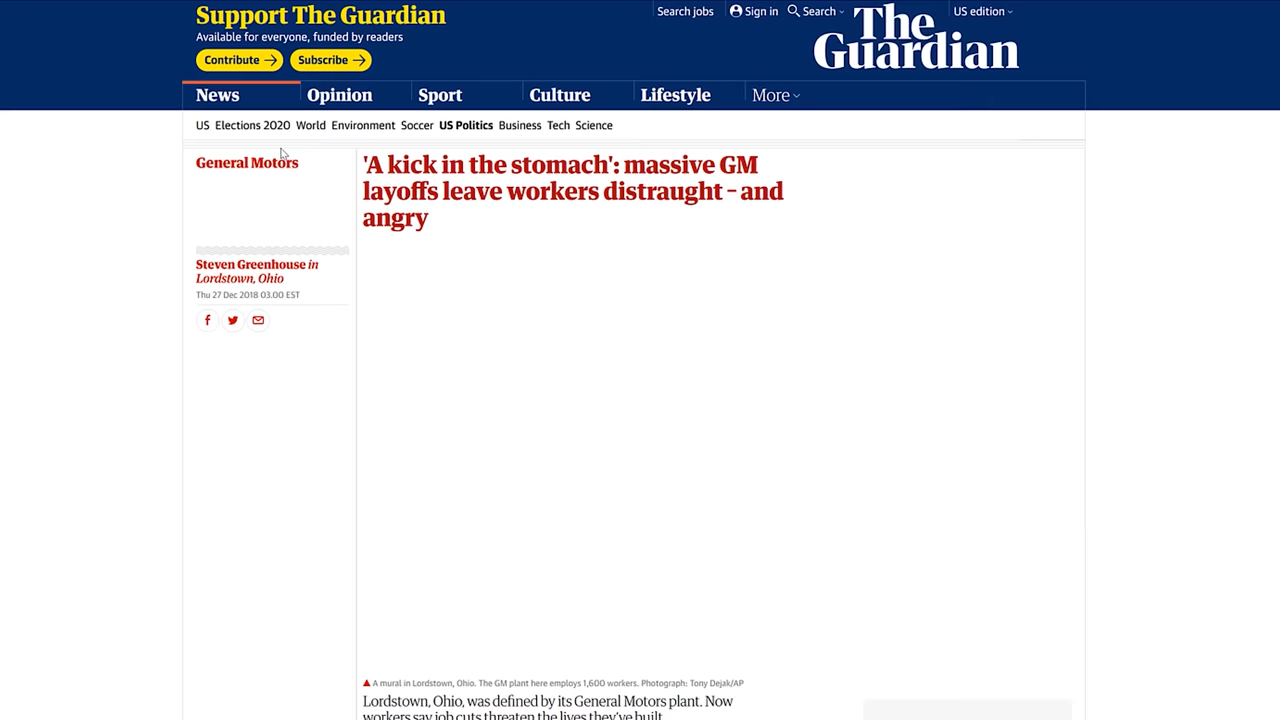 Support The Guardian
Available for everyone, funded by readers
Contribute → Subscribe →
Search jobs Sign in Search US edition
The
Guardian
News Opinion Sport Culture Lifestyle More
US Elections 2020 World Environment Soccer US Politics Business Tech Science
General Motors
'A kick in the stomach': massive GM
layoffs leave workers distraught – and
angry
Steven Greenhouse in
Lordstown, Ohio
Thu 27 Dec 2018 03.00 EST
A mural in Lordstown, Ohio. The GM plant here employs 1,600 workers. Photograph: Tony Dejak/AP
Lordstown, Ohio, was defined by its General Motors plant. Now
workers say job cuts threaten the lives they've built